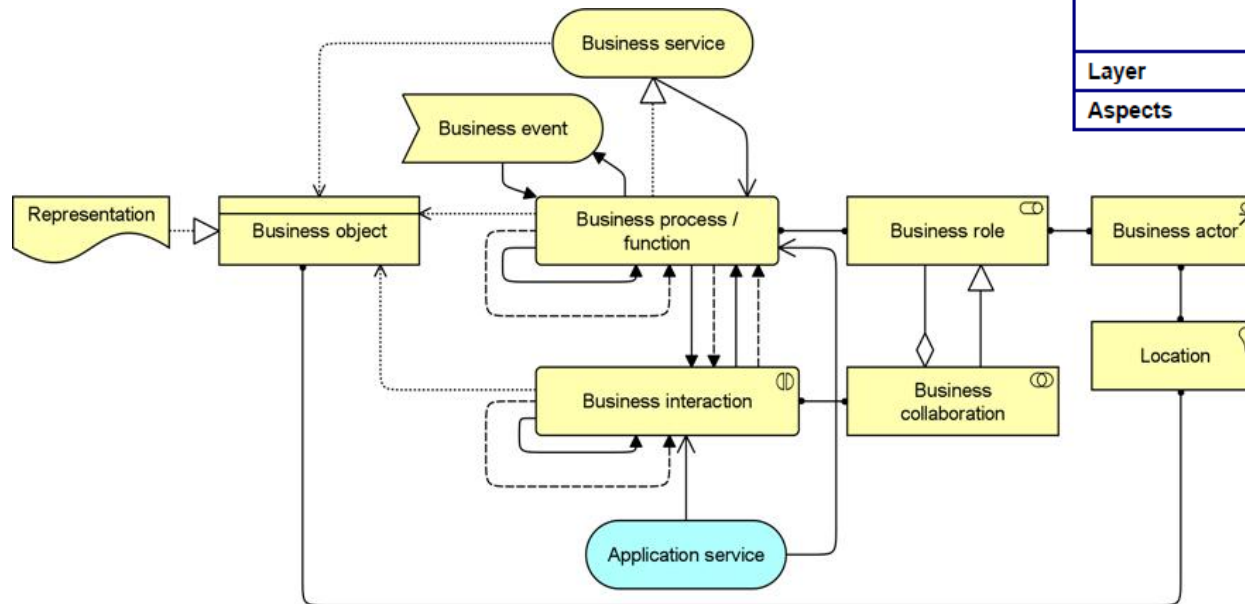 Business service
Layer
Aspects
Business event
Representation
Business object
Business process /
function
Business role
Business actor
Location
Business interaction
Business
collaboration
Application service